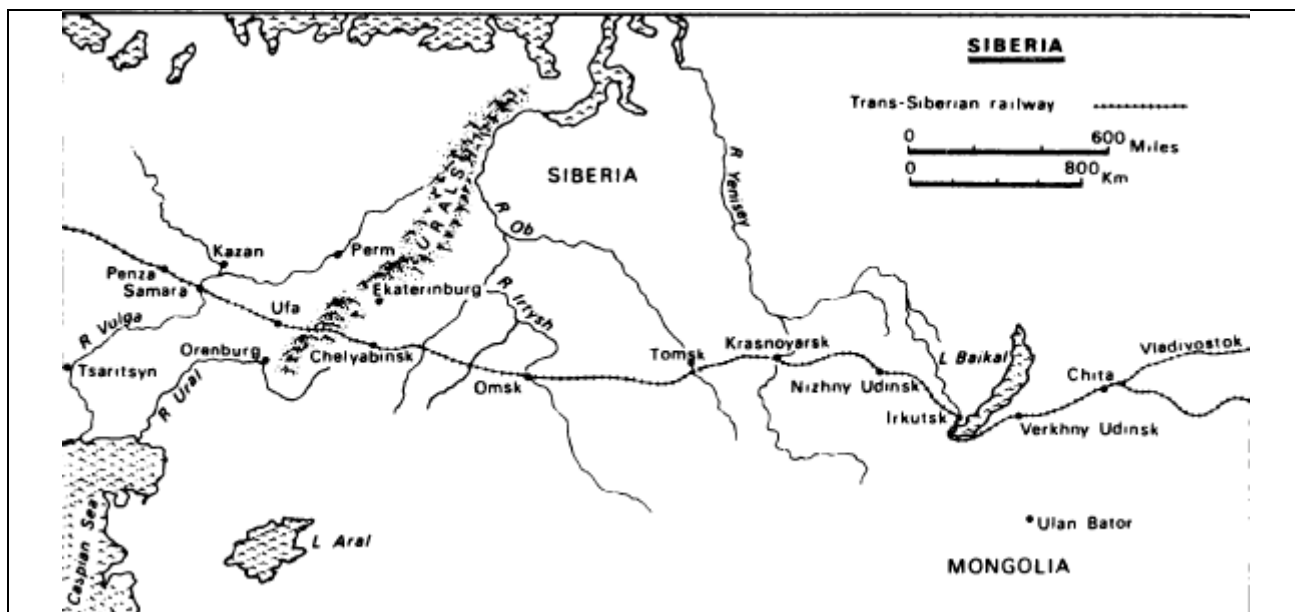 SIBERIA
Trans-Siberian railway
0 600 Miles
0 800 Km
SIBERIA
URALS
R Yenisey
R Ob
Kazan
Perm
Penza
Samara
Ekaterinburg
R Irtysh
Ufa
R Vulga
Orenburg
Chelyabinsk
Tomsk
Krasnoyarsk
L Baikal
Vladivostok
Tsaritsyn
R Ural
Omsk
Nizhny Udinsk
Chita
Irkutsk
Verkhny Udinsk
Caspian Sea
L Aral
Ulan Bator
MONGOLIA